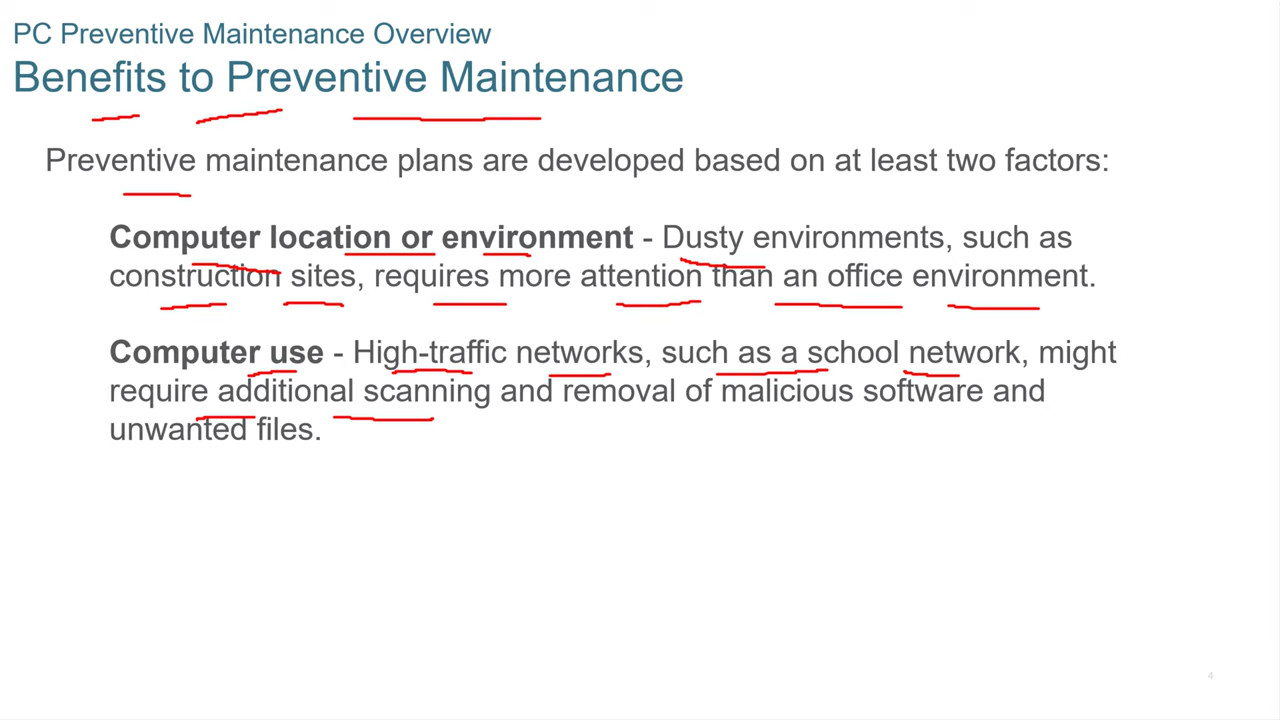 PC Preventive Maintenance Overview
Benefits to Preventive Maintenance
Preventive maintenance plans are developed based on at least two factors:
Computer location or environment - Dusty environments, such as
construction sites, requires more attention than an office environment.
Computer use - High-traffic networks, such as a school network, might
require additional scanning and removal of malicious software and
unwanted files.
4